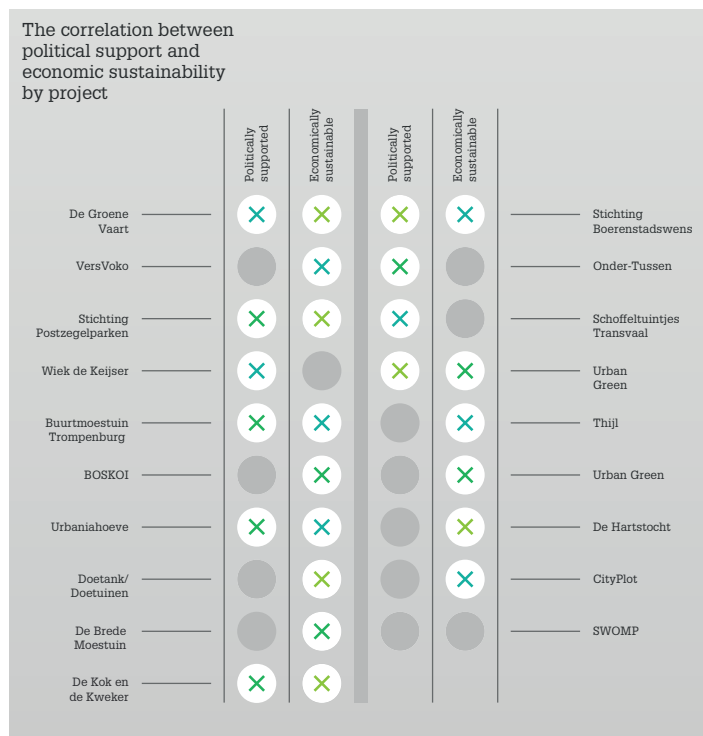 The correlation between
political support and
economic sustainability
by project
Politically
supported
Economically
sustainable
Politically
supported
Economically
sustainable
De Groene
Vaart
VersVoko
Stichting
Postzegelparken
Wiek de Keijser
Buurtmoestuin
Trompenburg
BOSKOI
Urbaniahoeve
Doetank/
Doetuinen
De Brede
Moestuin
De Kok en
de Kweker
Stichting
Boerenstadswens
Onder-Tussen
Schoffeltuintjes
Transvaal
Urban
Green
Thijl
Urban Green
De Hartstocht
CityPlot
SWOMP